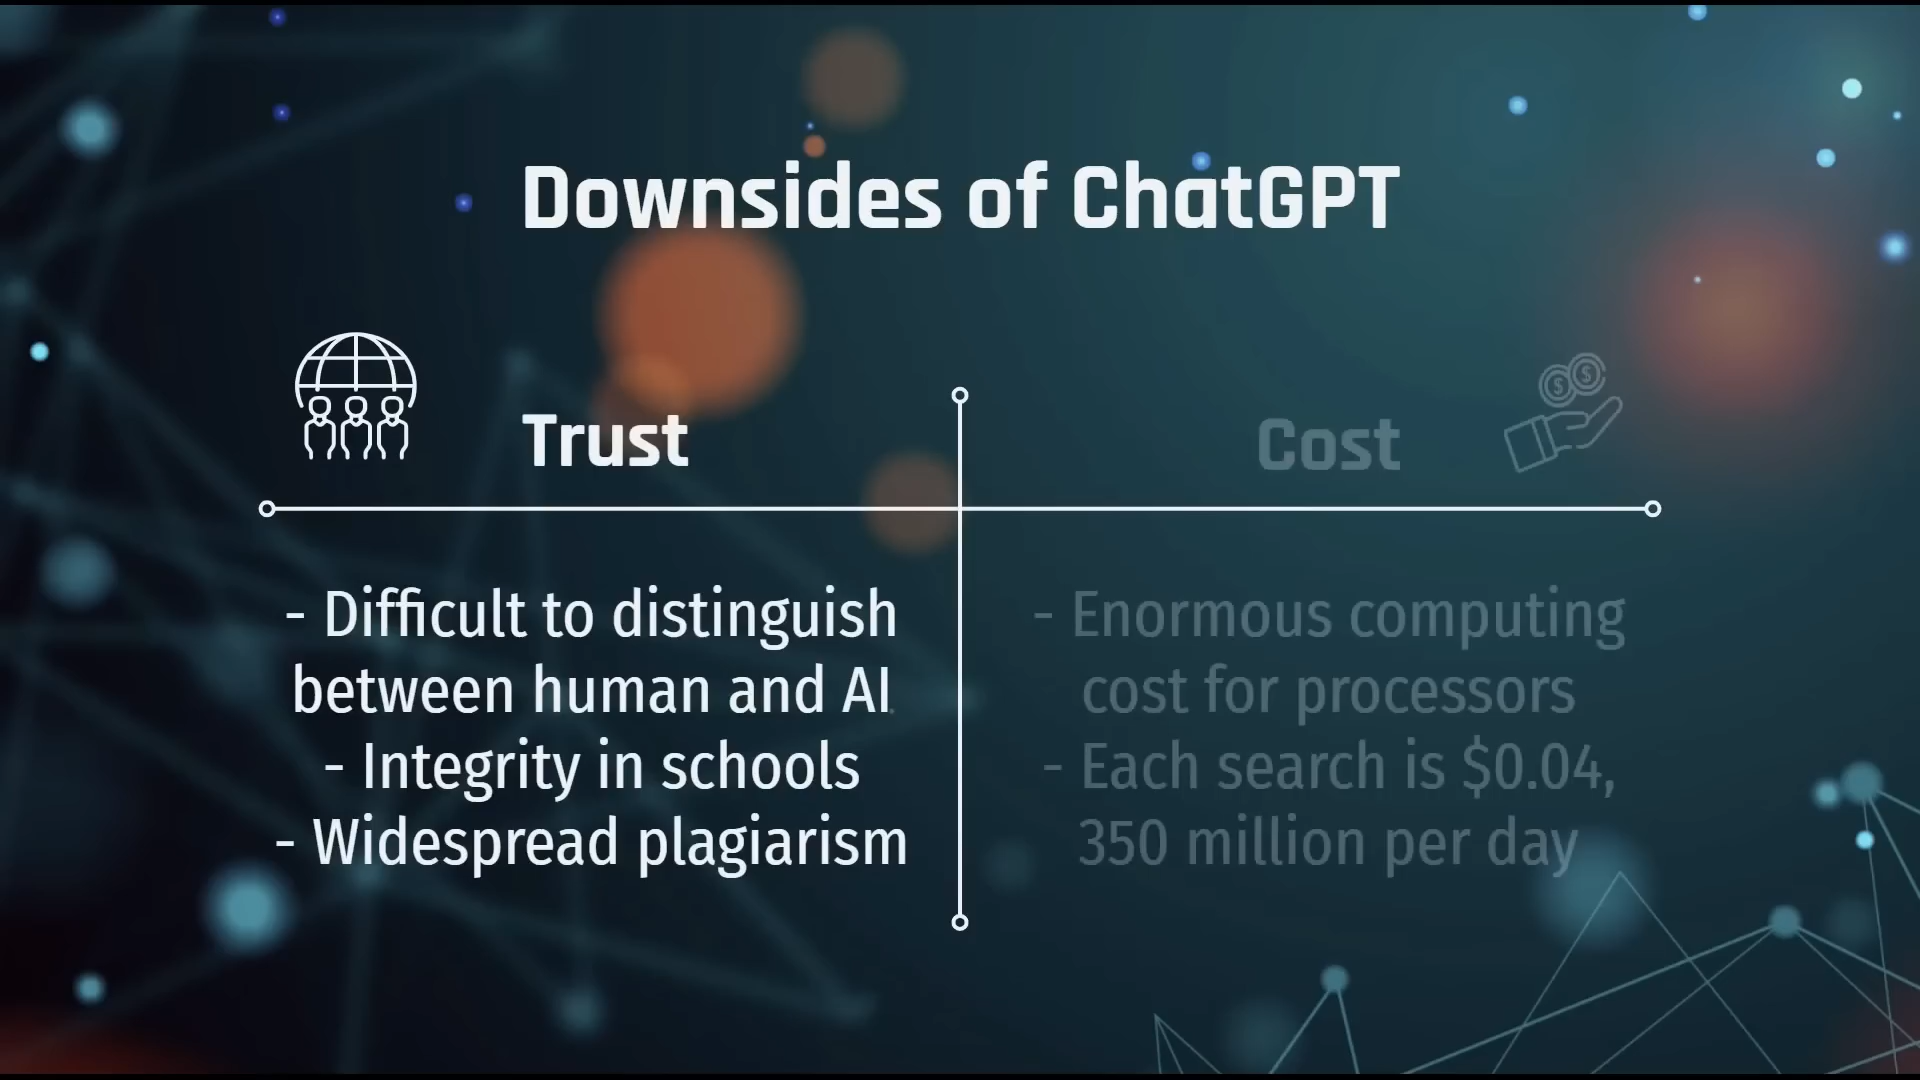 Downsides of ChatGPT
Trust
- Difficult to distinguish
between human and AI
- Integrity in schools
- Widespread plagiarism
Cost
$ $
- Enormous computing
cost for processors
- Each search is $0.04,
350 million per day